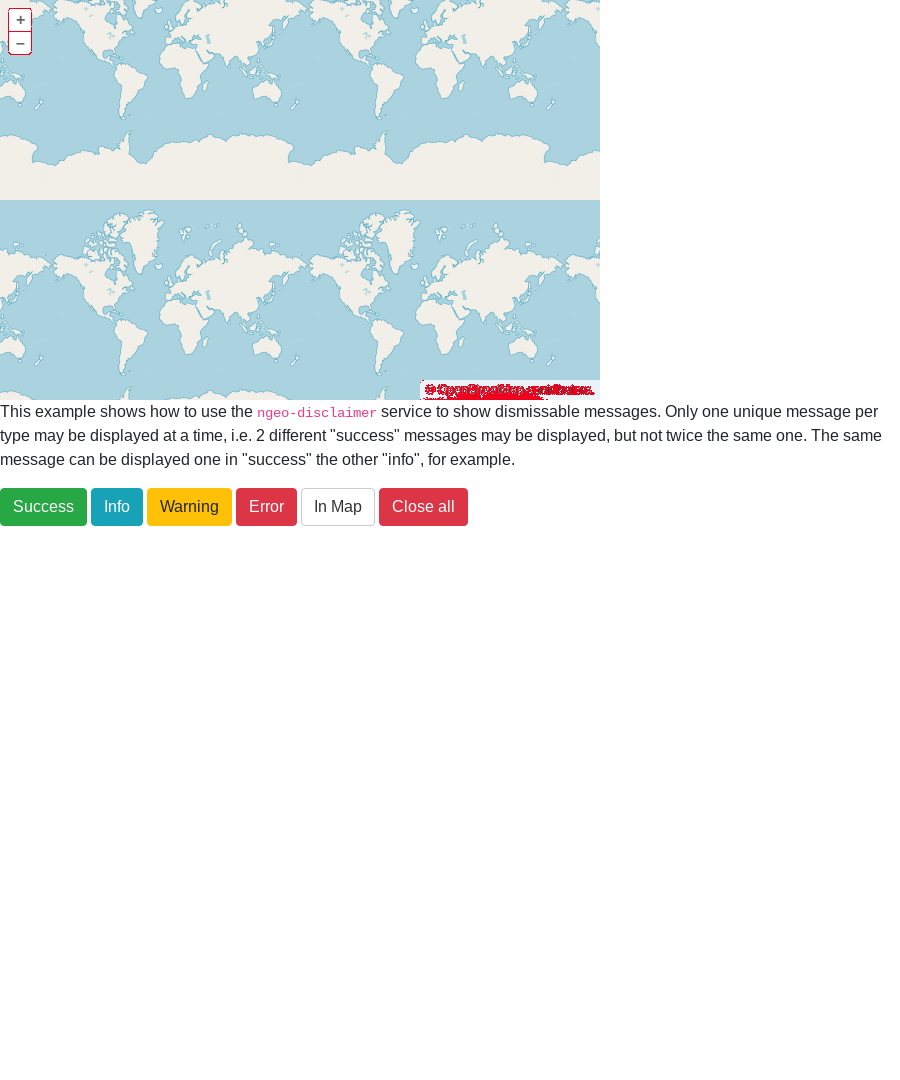 +
–
This example shows how to use the ngeo-disclaimer service to show dismissable messages. Only one unique message per
type may be displayed at a time, i.e. 2 different "success" messages may be displayed, but not twice the same one. The same
message can be displayed one in "success" the other "info", for example.
Success Info Warning Error In Map Close all